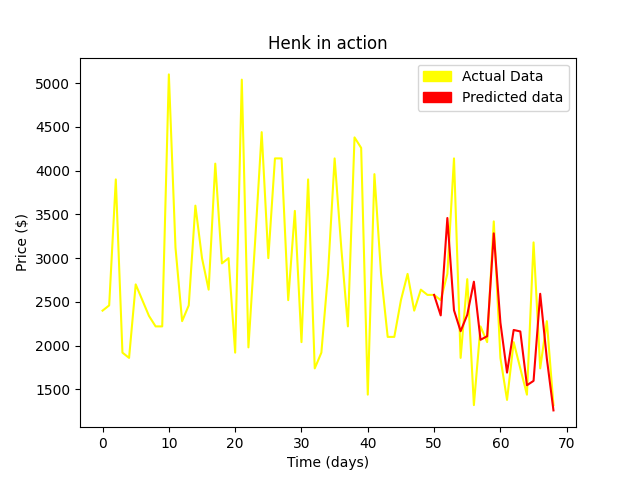 Henk in action
Actual Data
Predicted data
Price ($)
5000
4500
4000
3500
3000
2500
2000
1500
0 10 20 30 40 50 60 70
Time (days)